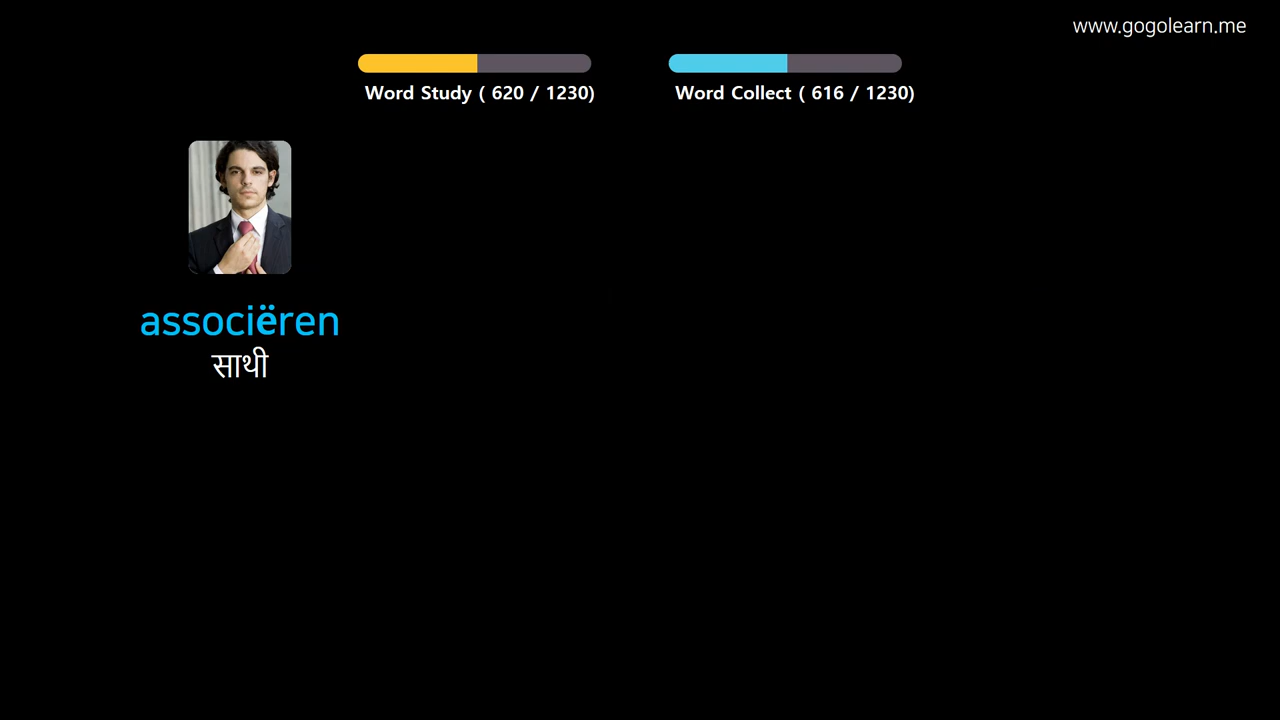 www.gogolearn.me
Word Study ( 620 / 1230)
Word Collect ( 616 / 1230)
associëren
साथी